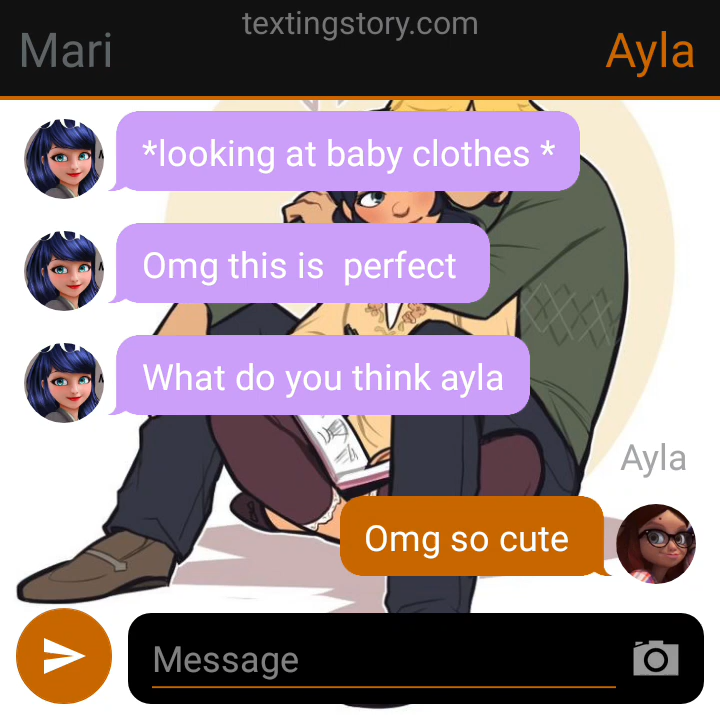 textingstory.com
Mari
Ayla
*looking at baby clothes *
Omg this is  perfect
What do you think ayla
Ayla
Omg so cute
Message